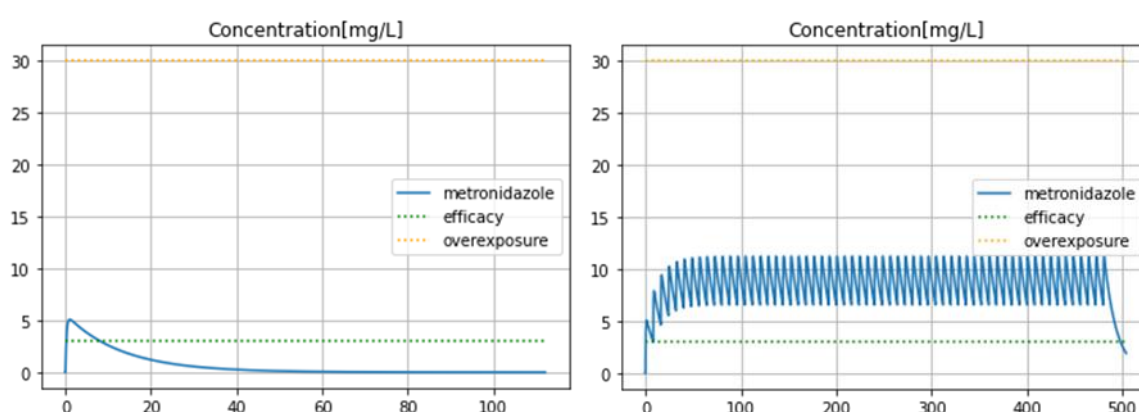 Concentration[mg/L]
30
25
20
15
10
5
0
metronidazole
efficacy
overexposure
0 20 40 60 80 100
Concentration[mg/L]
30
25
20
15
10
5
0
metronidazole
efficacy
overexposure
0 100 200 300 400 500